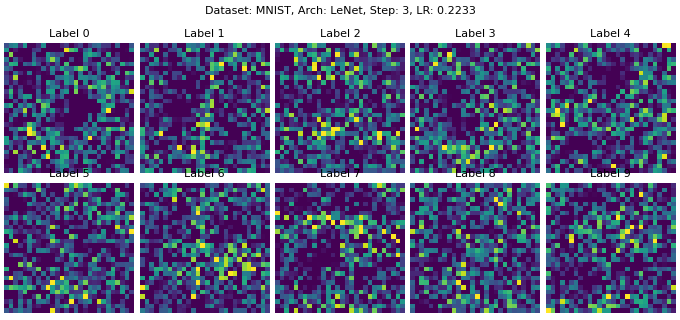 Dataset: MNIST, Arch: LeNet, Step: 3, LR: 0.2233
Label 0
Label 1
Label 2
Label 3
Label 4
Label 5
Label 6
Label 7
Label 8
Label 9